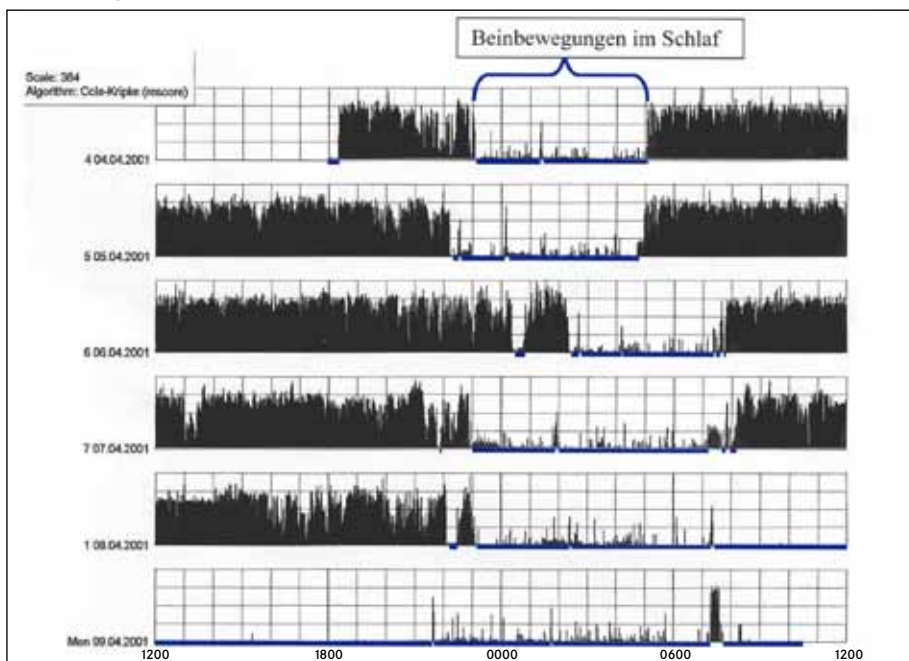 Beinbewegungen im Schlaf
Scale: 384
Algorithm: Cole-Kripke (rescore)
4 04.04.2001
5 05.04.2001
6 06.04.2001
7 07.04.2001
1 08.04.2001
Mon 09.04.2001
1200 1800 0000 0600 1200